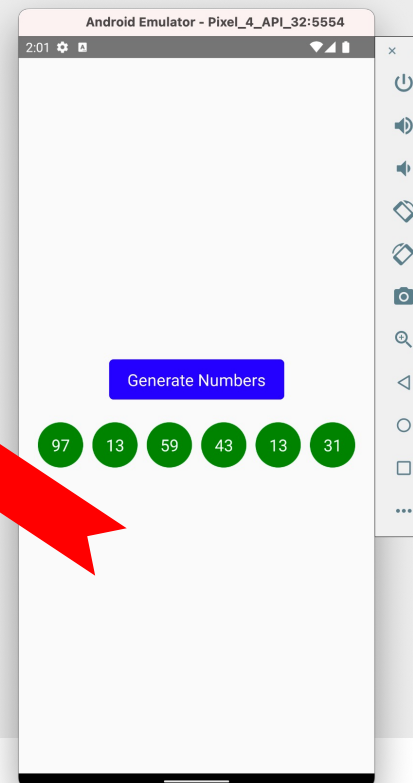 Android Emulator - Pixel_4_API_32:5554
2:01 A
Generate Numbers
97 13 59 43 13 31